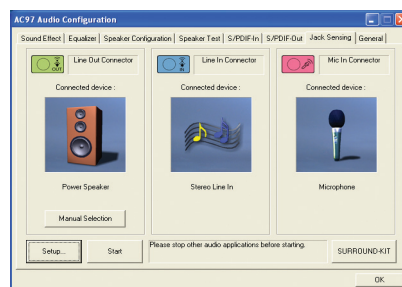 AC97 Audio Configuration
Sound Effect Equalizer Speaker Configuration Speaker Test S/PDIF-In S/PDIF-Out Jack Sensing General
OUT Line Out Connector
IN Line In Connector
Mic In Connector
Connected device : Connected device : Connected device :
Power Speaker Stereo Line In Microphone
Manual Selection
Setup... Start Please stop other audio applications before starting. SURROUND-KIT
OK